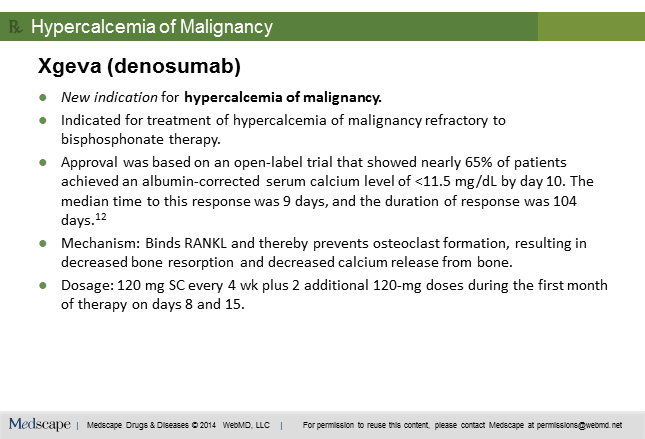 ℞ Hypercalcemia of Malignancy
Xgeva (denosumab)
● New indication for hypercalcemia of malignancy.
● Indicated for treatment of hypercalcemia of malignancy refractory to
bisphosphonate therapy.
● Approval was based on an open-label trial that showed nearly 65% of patients
achieved an albumin-corrected serum calcium level of <11.5 mg/dL by day 10. The
median time to this response was 9 days, and the duration of response was 104
days.12
● Mechanism: Binds RANKL and thereby prevents osteoclast formation, resulting in
decreased bone resorption and decreased calcium release from bone.
● Dosage: 120 mg SC every 4 wk plus 2 additional 120-mg doses during the first month
of therapy on days 8 and 15.
Medscape | Medscape Drugs & Diseases © 2014 WebMD, LLC | For permission to reuse this content, please contact Medscape at permissions@webmd.net